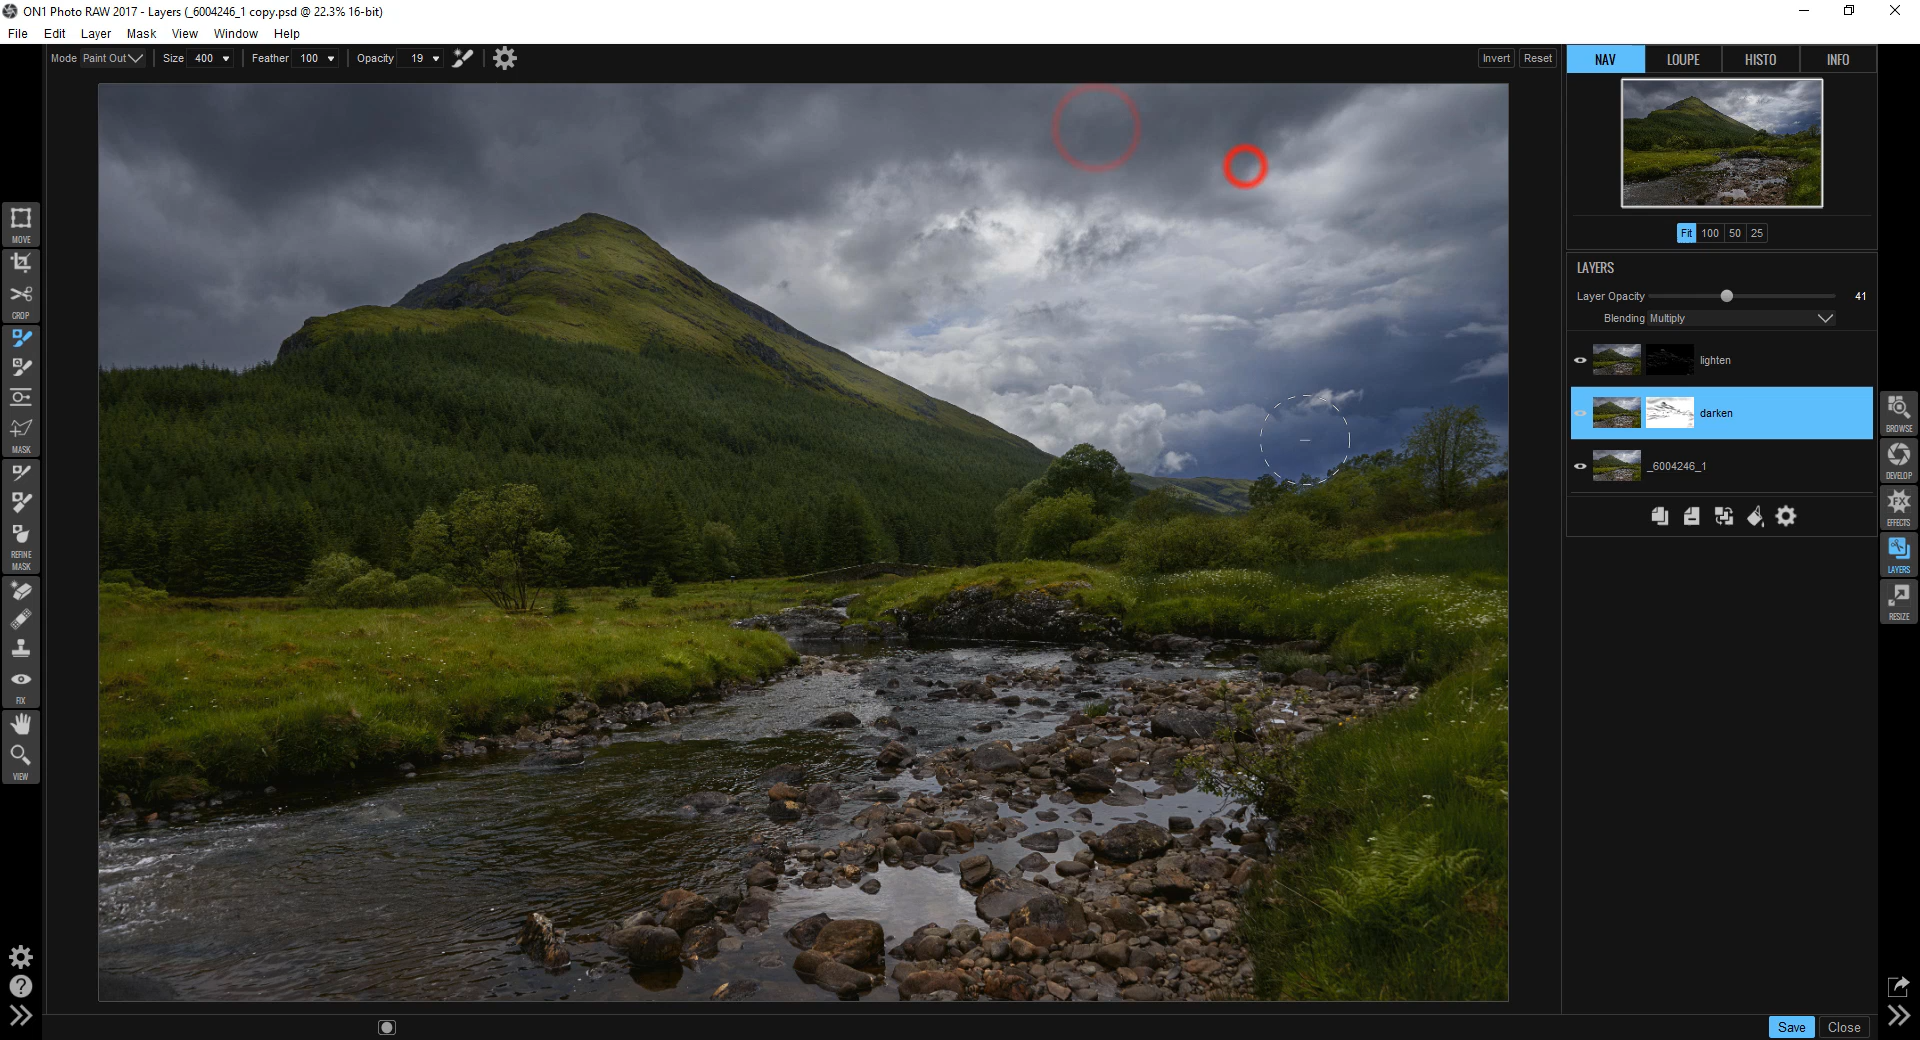 ON1 Photo RAW 2017 - Layers (_6004246_1 copy.psd @ 22.3% 16-bit)
File Edit Layer Mask View Window Help
Mode Paint Out Size 400 Feather 100 Opacity 19 Invert Reset
NAV LOUPE HISTO INFO
Fit 100 50 25
LAYERS
Layer Opacity 41
Blending Multiply
lighten
darken
_6004246_1
MOVE
CROP
MASK
REFINE
MASK
FIX
VIEW
BROWSE
DEVELOP
FX
EFFECTS
LAYERS
RESIZE
Save Close